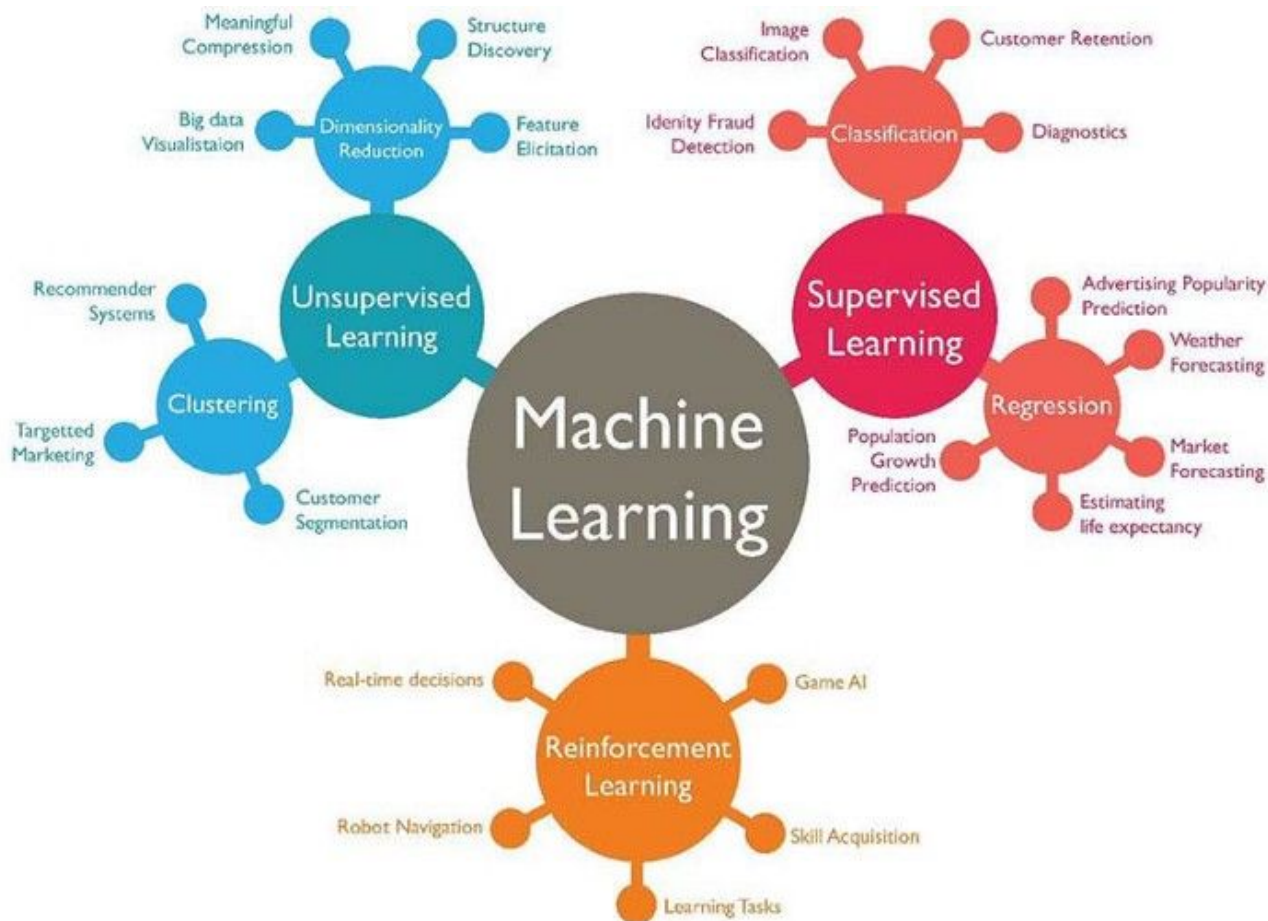 Meaningful
Compression
Structure
Discovery
Big data
Visualistaion
Dimensionality
Reduction
Feature
Elicitation
Unsupervised
Learning
Recommender
Systems
Clustering
Targetted
Marketing
Customer
Segmentation
Machine
Learning
Image
Classification
Customer Retention
Idenity Fraud
Detection
Classification
Diagnostics
Supervised
Learning
Advertising Popularity
Prediction
Weather
Forecasting
Regression
Population
Growth
Prediction
Market
Forecasting
Estimating
life expectancy
Real-time decisions
Game AI
Reinforcement
Learning
Robot Navigation
Skill Acquisition
Learning Tasks